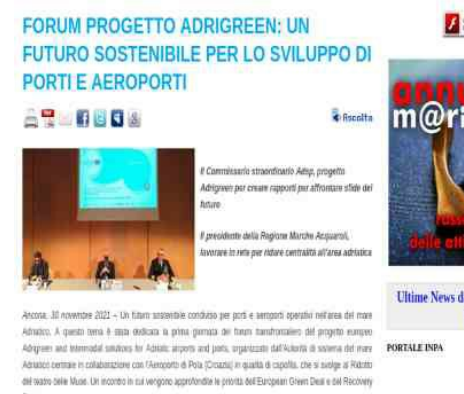 FORUM PROGETTO ADRIGREEN: UN
FUTURO SOSTENIBILE PER LO SVILUPPO DI
PORTI E AEROPORTI
Ascolta
Il Commissario straordinario Adsp, progetto
Adrigreen per creare rapporti per affrontare sfide del
futuro
Il presidente della Regione Marche Acquaroli,
lavorare in rete per ridare centralità all'area adriatica
Ancona, 30 novembre 2021 – Un futuro sostenibile condiviso per porti e aeroporti operativi nell'area del mare
Adriatico. A questo tema è stata dedicata la prima giornata del forum transfrontaliero del progetto europeo
Adrigreen and Intermodal solutions for Adriatic airports and ports, organizzato dall'Autorità di sistema del mare
Adriatico centrale in collaborazione con l'Aeroporto di Pola (Croazia) in qualità di capofila, che si svolge al Ridotto
del teatro delle Muse. Un incontro in cui vengono approfondite le priorità dell'European Green Deal e del Recovery
m@ri
delle
Ultime News d
PORTALE INPA